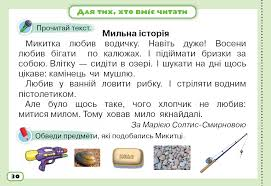 Для тих, хто вміє читати
Прочитай текст.
Мильна історія
Микитка любив водичку. Навіть дуже! Восени
любив бігати по калюжах. І підіймати бризки за
собою. Влітку — сидіти в озері. І шукати на дні щось
цікаве: камінець чи мушлю.
Любив у ванній ловити рибку. І стріляти водяним
пістолетиком.
Але було щось таке, чого хлопчик не любив:
митися милом. Тому ховав мило якнайдалі.
За Марією Солтис-Смирновою
Обведи предмети, які подобались Микитці.
30